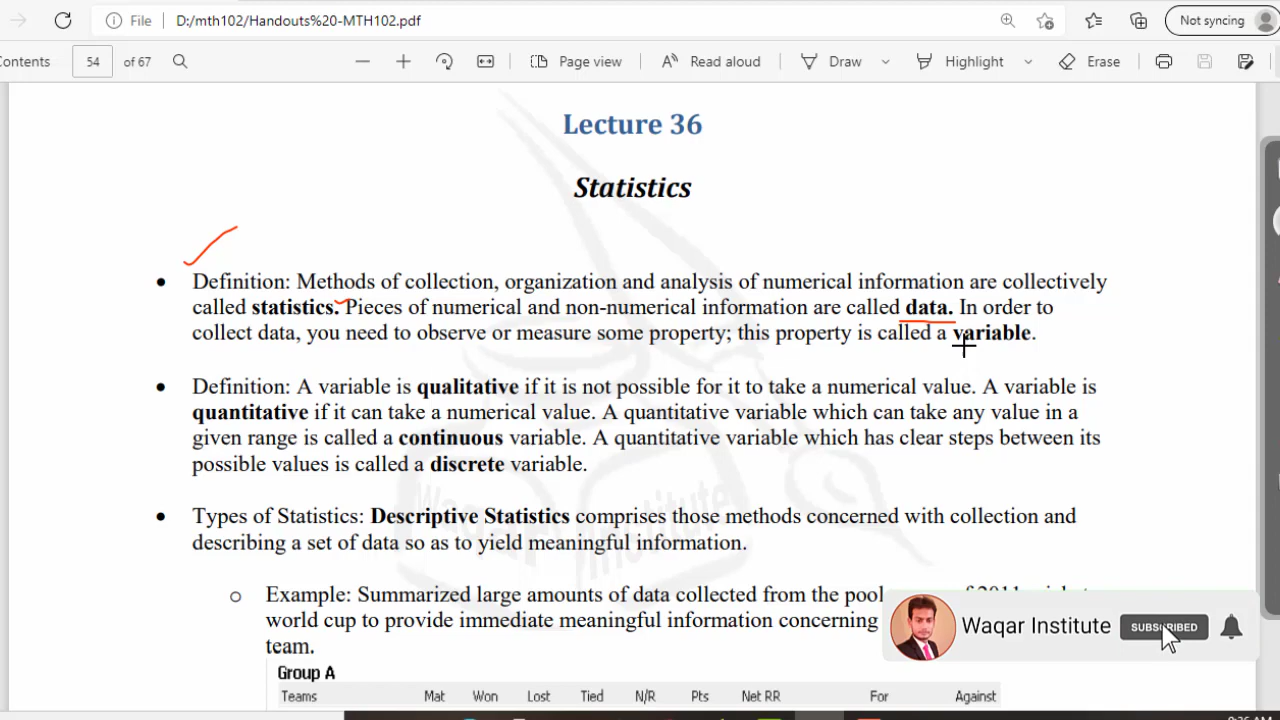 File D:/mth102/Handouts%20-MTH102.pdf Not syncing
Contents 54 of 67 Page view Read aloud Draw Highlight Erase
Lecture 36
Statistics
• Definition: Methods of collection, organization and analysis of numerical information are collectively
called statistics. Pieces of numerical and non-numerical information are called data. In order to
collect data, you need to observe or measure some property; this property is called a variable.
• Definition: A variable is qualitative if it is not possible for it to take a numerical value. A variable is
quantitative if it can take a numerical value. A quantitative variable which can take any value in a
given range is called a continuous variable. A quantitative variable which has clear steps between its
possible values is called a discrete variable.
• Types of Statistics: Descriptive Statistics comprises those methods concerned with collection and
describing a set of data so as to yield meaningful information.
o Example: Summarized large amounts of data collected from the pool
world cup to provide immediate meaningful information concerning
team.
Waqar Institute SUBSCRIBED
Group A
Teams Mat Won Lost Tied N/R Pts Net RR For Against
Waqar Institute